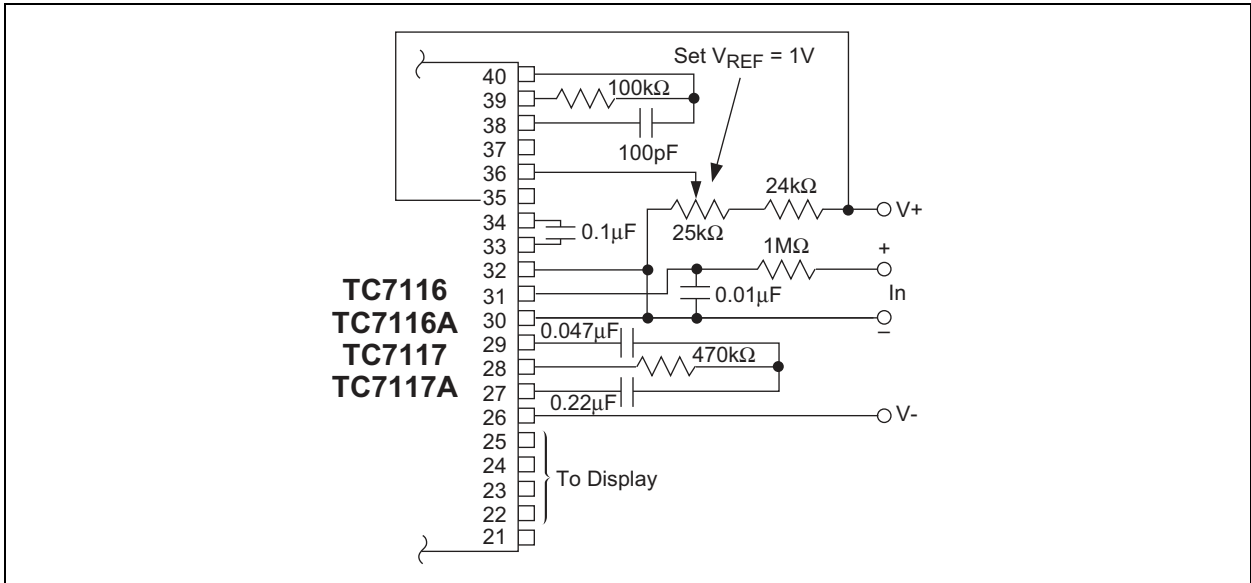 Set VREF = 1V
40
39
100kΩ
38
37
100pF
36
35
24kΩ
V+
34
25kΩ
33
0.1μF
1MΩ
+
32
TC7116
31
0.01μF
In
TC7116A
30
–
0.047μF
TC7117
29
28
470kΩ
TC7117A
27
0.22μF
26
V-
25
24
To Display
23
22
21